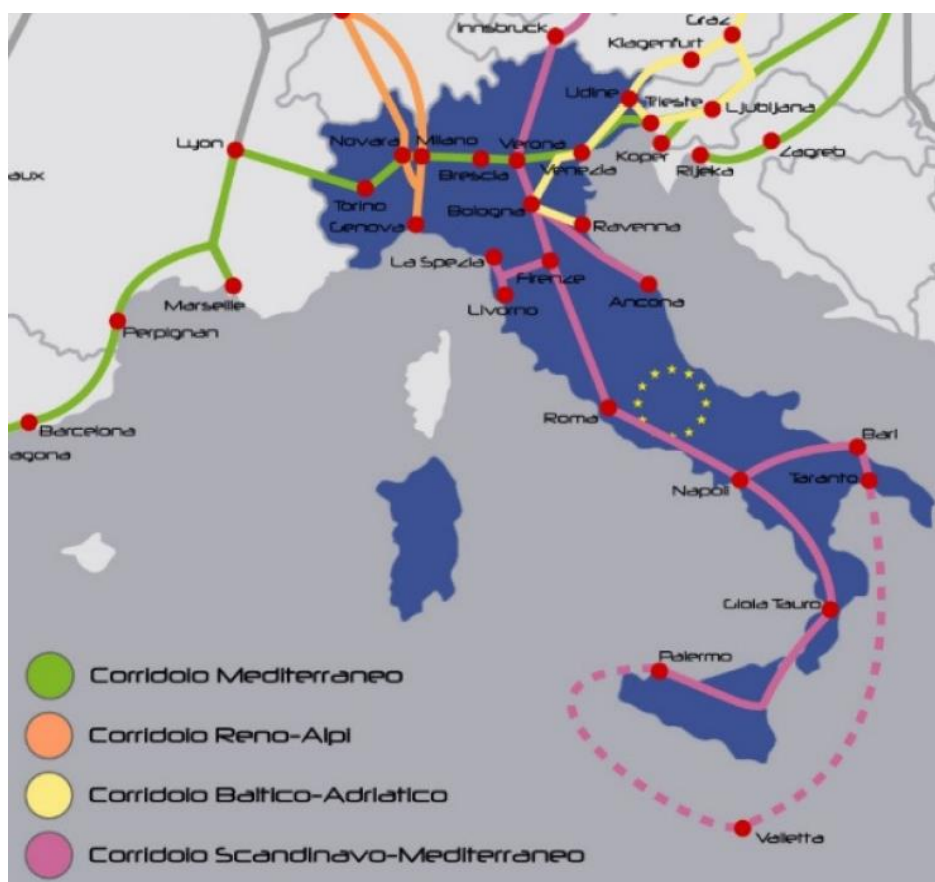 Innsbruck
Graz
Klagenfurt
Udine
Trieste
Ljubljana
Lyon
Novara
Milano
Verona
Koper
Zagreb
Brescia
Venezia
Rijeka
aux
Torino
Bologna
Genova
Ravenna
La Spezia
Firenze
Marseille
Livorno
Ancona
Perpignan
Roma
Barcelona
agona
Bari
Napoli
Taranto
Gioia Tauro
Palermo
Corridoio Mediterraneo
Corridoio Reno-Alpi
Corridoio Baltico-Adriatico
Valletta
Corridoio Scandinavo-Mediterraneo